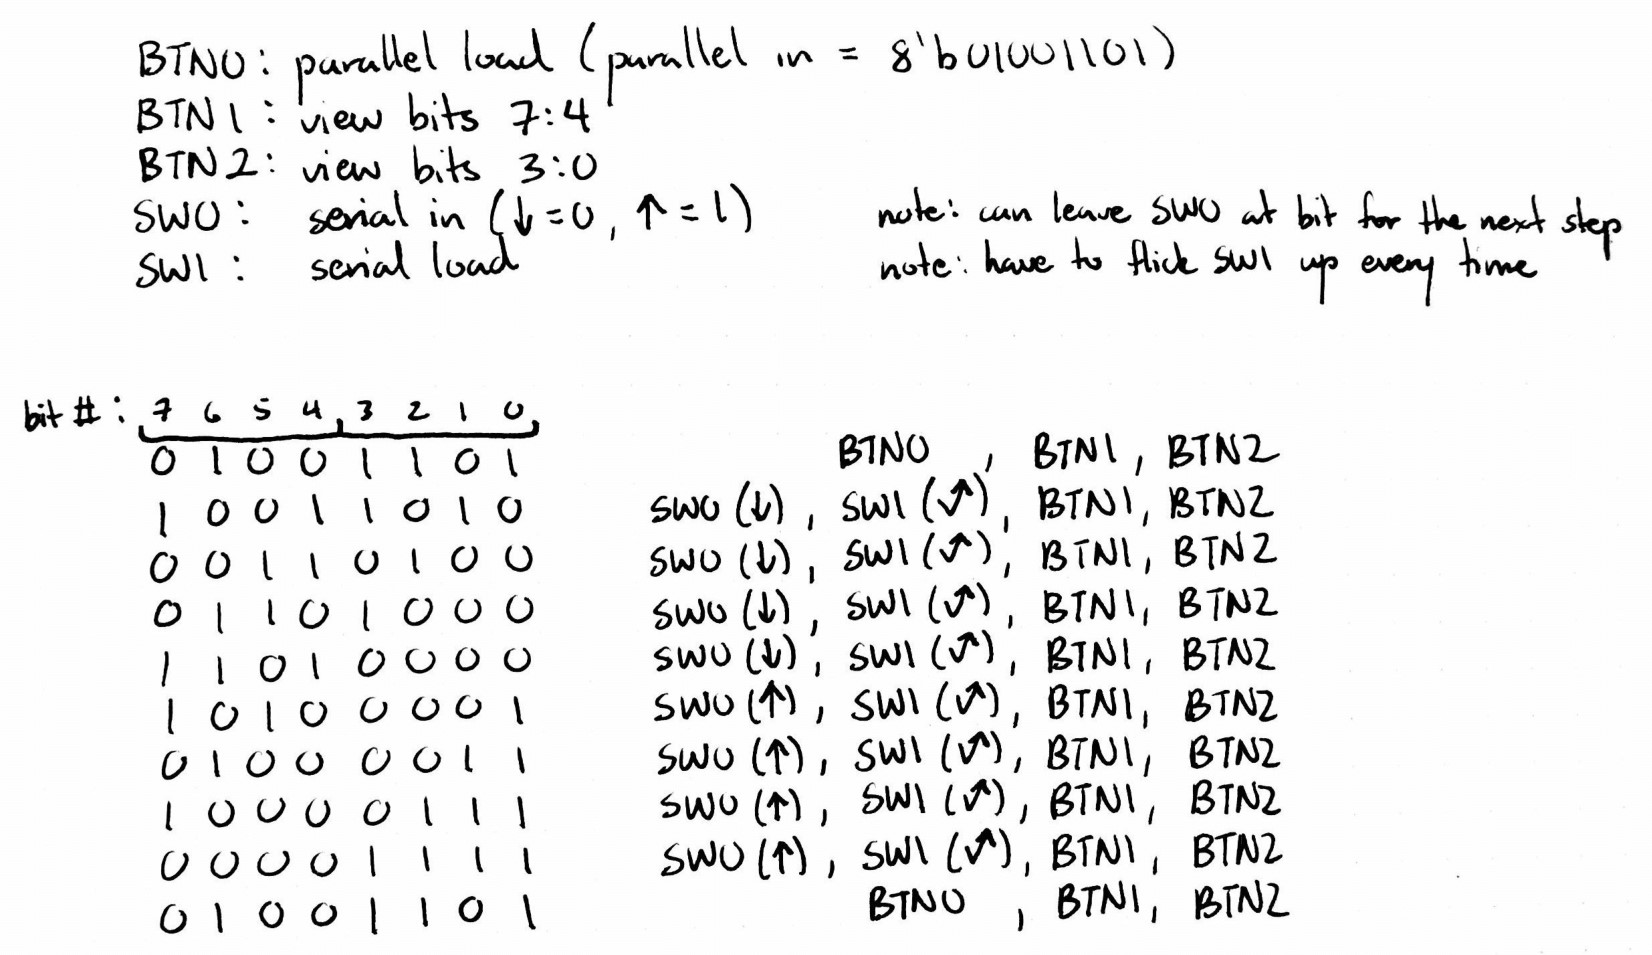 BTN0: parallel load (parallel in = 8'b01001101)
BTN1: view bits 7:4
BTN2: view bits 3:0
SW0: serial in (↓=0, ↑=1) note: can leave SW0 at bit for the next step
SW1: serial load note: have to flick SW1 up every time
bit #: 7 6 5 4 3 2 1 0
0 1 0 0 1 1 0 1 BTN0, BTN1, BTN2
1 0 0 1 1 0 1 0 SW0 (↓), SW1 (↗), BTN1, BTN2
0 0 1 1 0 1 0 0 SW0 (↓), SW1 (↗), BTN1, BTN2
0 1 1 0 1 0 0 0 SW0 (↓), SW1 (↗), BTN1, BTN2
1 1 0 1 0 0 0 0 SW0 (↓), SW1 (↗), BTN1, BTN2
1 0 1 0 0 0 0 1 SW0 (↑), SW1 (↗), BTN1, BTN2
0 1 0 0 0 0 1 1 SW0 (↑), SW1 (↗), BTN1, BTN2
1 0 0 0 0 1 1 1 SW0 (↑), SW1 (↗), BTN1, BTN2
0 0 0 0 1 1 1 1 SW0 (↑), SW1 (↗), BTN1, BTN2
0 1 0 0 1 1 0 1 BTN0, BTN1, BTN2